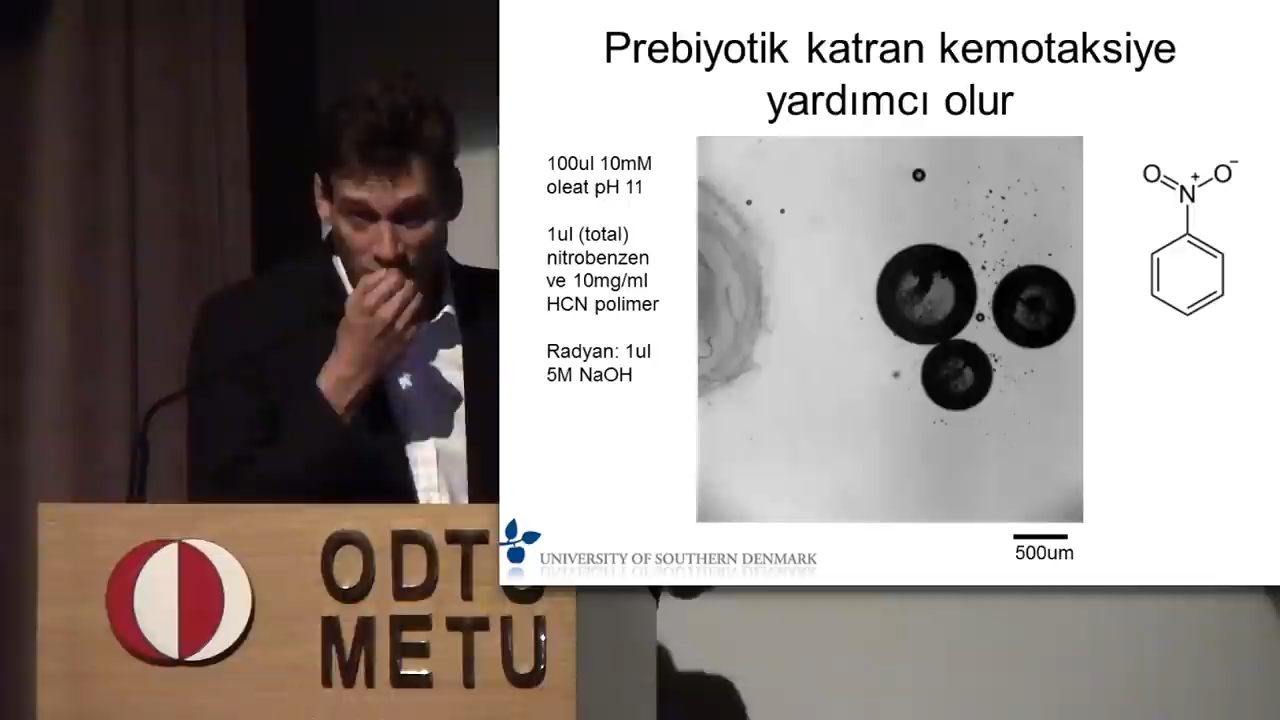 Prebiyotik katran kemotaksiye
yardımcı olur
100ul 10mM
oleat pH 11
1ul (total)
nitrobenzen
ve 10mg/ml
HCN polimer
Radyan: 1ul
5M NaOH
O
N
+
O
−
500um
UNIVERSITY OF SOUTHERN DENMARK
ODTÜ
METU